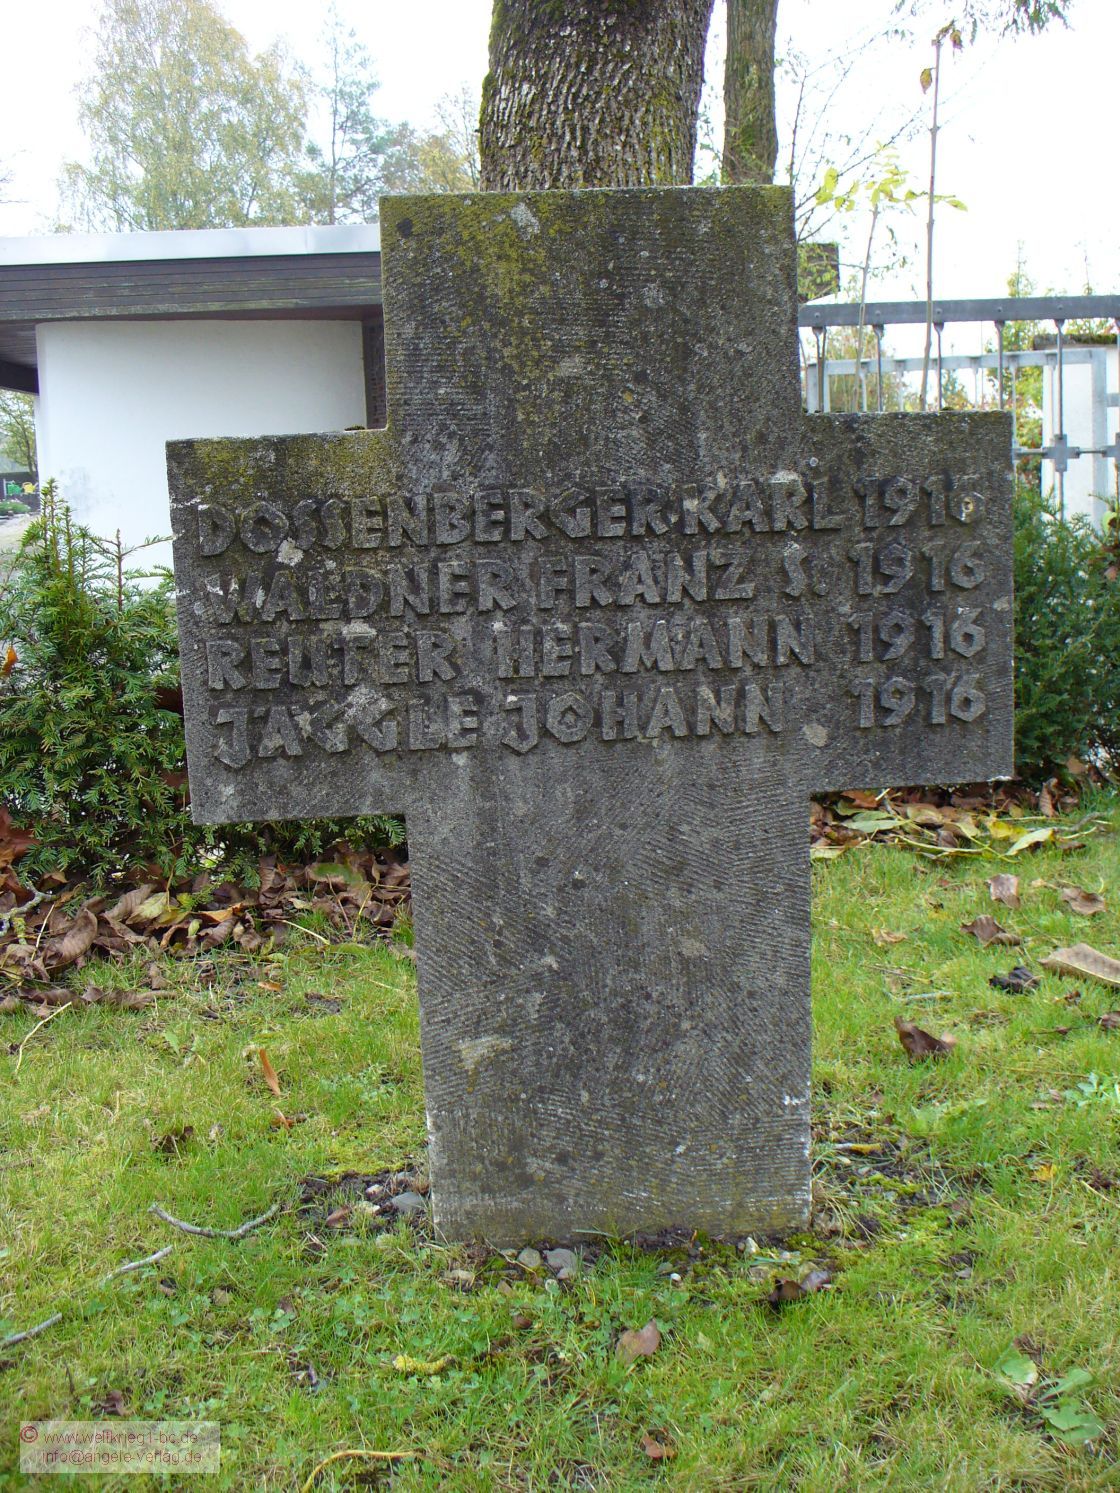 DOSSENBERGER KARL 1916
WALDNER FRANZ S. 1916
REUTER HERMANN 1916
JÄGGLE JOHANN 1916
© www.weltkrieg1-bc.de
info@angele-verlag.de